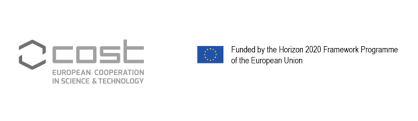 cost
EUROPEAN COOPERATION
IN SCIENCE & TECHNOLOGY
Funded by the Horizon 2020 Framework Programme
of the European Union